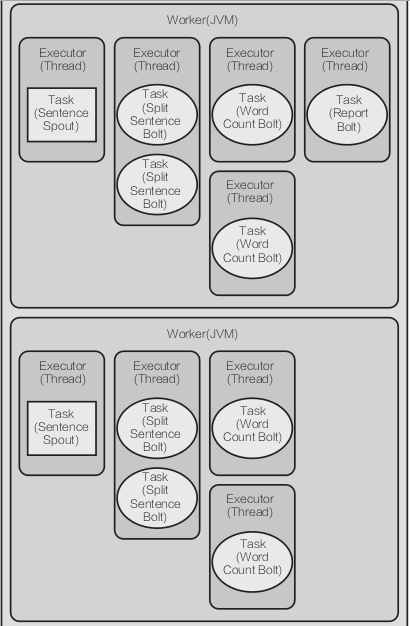 Worker(JVM)
Executor
(Thread)
Task
(Sentence
Spout)
Executor
(Thread)
Task
(Split
Sentence
Bolt)
Task
(Split
Sentence
Bolt)
Executor
(Thread)
Task
(Word
Count Bolt)
Executor
(Thread)
Task
(Word
Count Bolt)
Executor
(Thread)
Task
(Report
Bolt)
Worker(JVM)
Executor
(Thread)
Task
(Sentence
Spout)
Executor
(Thread)
Task
(Split
Sentence
Bolt)
Task
(Split
Sentence
Bolt)
Executor
(Thread)
Task
(Word
Count Bolt)
Executor
(Thread)
Task
(Word
Count Bolt)